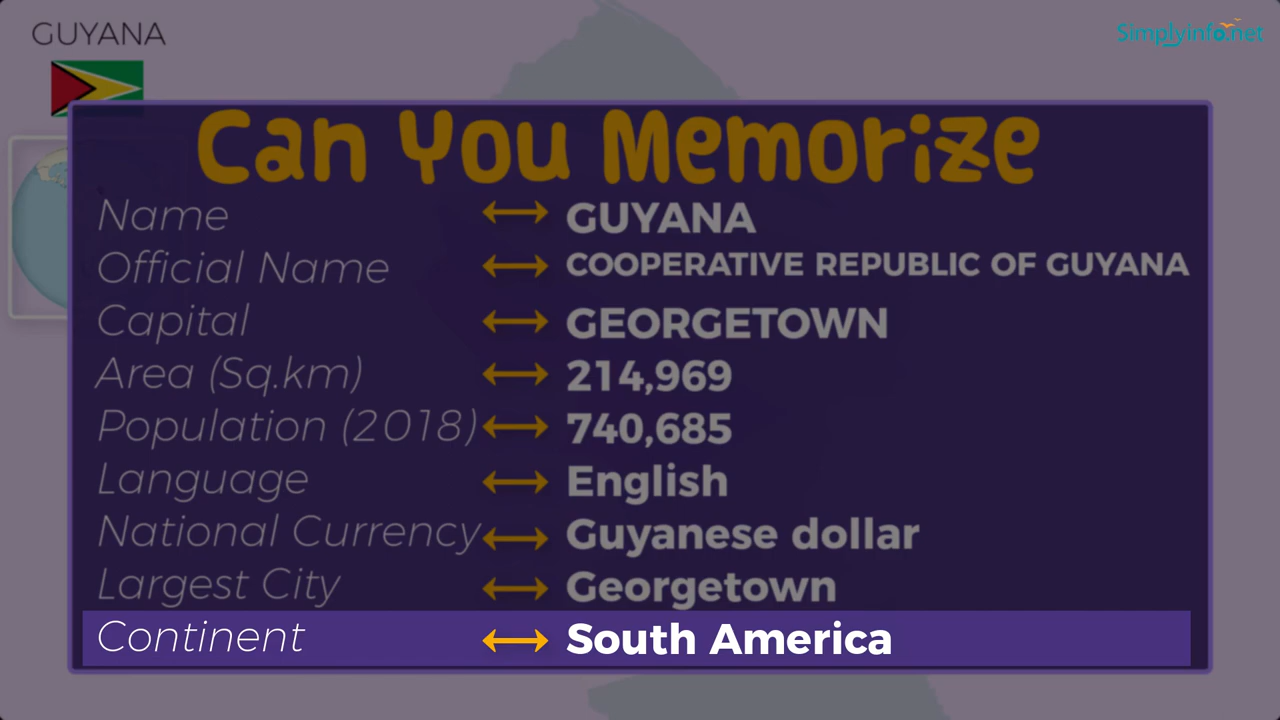 GUYANA
Simplyinfo.net
Can You Memorize
Name ↔ GUYANA
Official Name ↔ COOPERATIVE REPUBLIC OF GUYANA
Capital ↔ GEORGETOWN
Area (Sq.km) ↔ 214,969
Population (2018) ↔ 740,685
Language ↔ English
National Currency ↔ Guyanese dollar
Largest City ↔ Georgetown
Continent ↔ South America